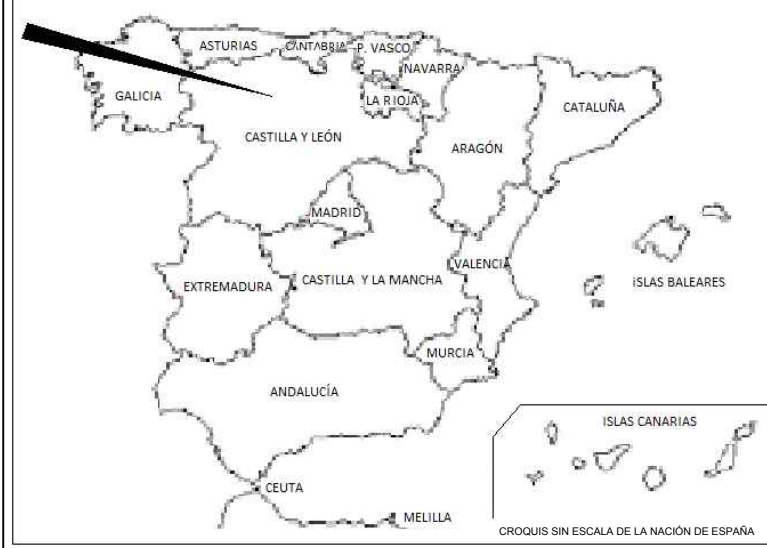 ASTURIAS
CANTABRIA
P. VASCO
NAVARRA
GALICIA
LA RIOJA
CATALUÑA
CASTILLA Y LEÓN
ARAGÓN
MADRID
VALENCIA
EXTREMADURA
CASTILLA Y LA MANCHA
iSLAS BALEARES
MURCIA
ANDALUCÍA
ISLAS CANARIAS
CEUTA
MELILLA
CROQUIS SIN ESCALA DE LA NACIÓN DE ESPAÑA